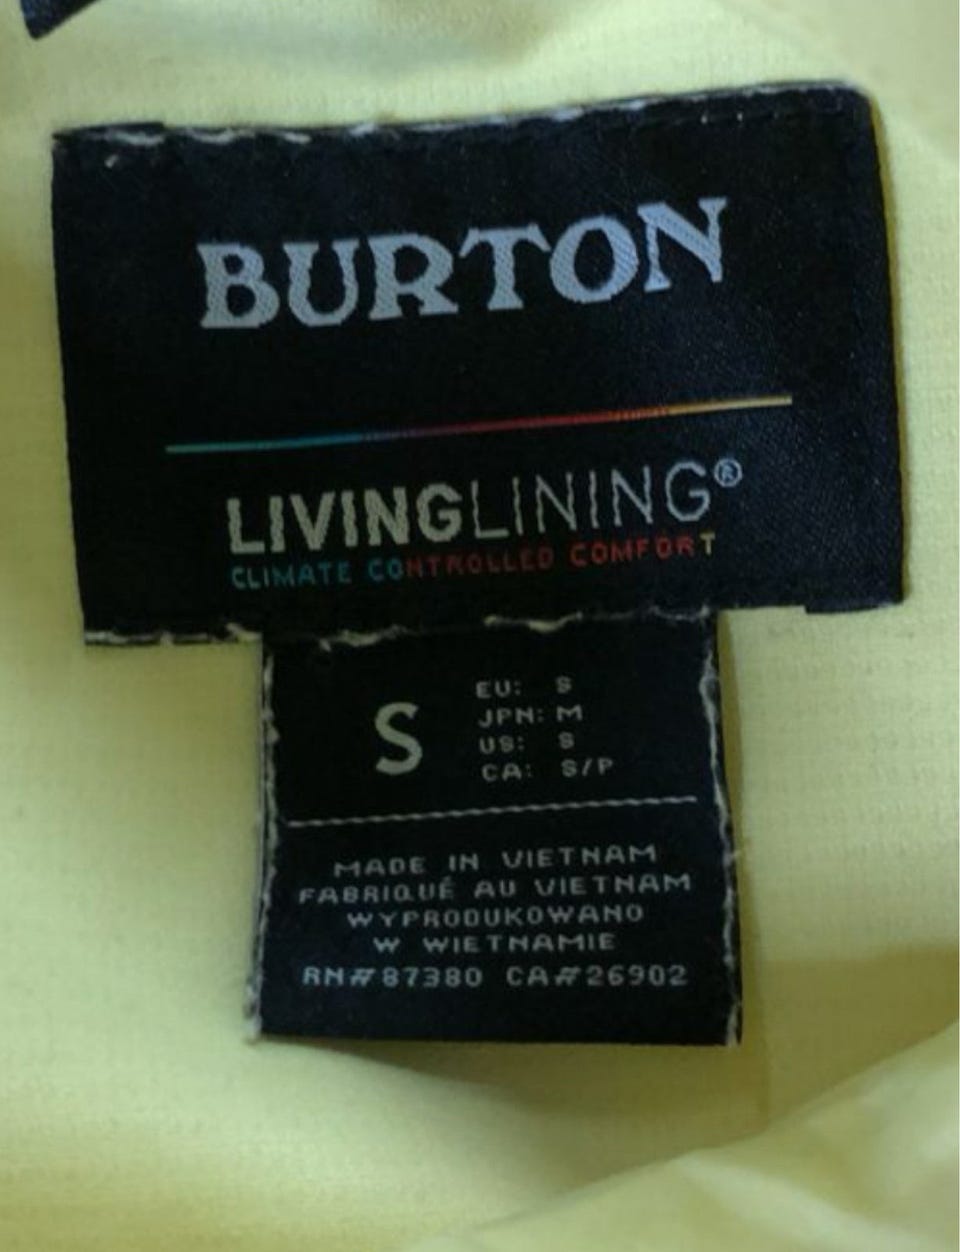 BURTON
LIVINGLINING®
CLIMATE CONTROLLED COMFORT
S
EU: S
JPN: M
US: S
CA: S/P
MADE IN VIETNAM
FABRIQUÉ AU VIETNAM
WYPRODUKOWANO
W WIETNAMIE
RN#87380 CA#26902